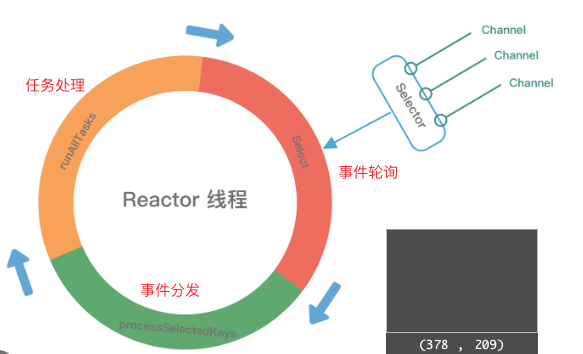 Channel
Channel
Channel
Selector
任务处理
runAllTasks
Select
事件轮询
Reactor 线程
事件分发
processSelectedKeys
(378 , 209)